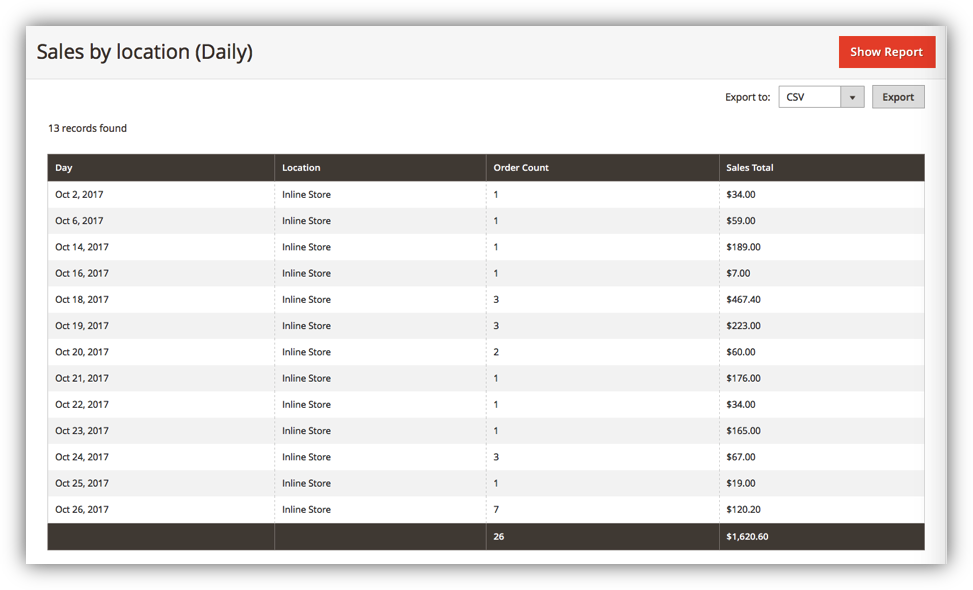 Sales by location (Daily)
Show Report
Export to: CSV Export
13 records found
Day Location Order Count Sales Total
Oct 2, 2017 Inline Store 1 $34.00
Oct 6, 2017 Inline Store 1 $59.00
Oct 14, 2017 Inline Store 1 $189.00
Oct 16, 2017 Inline Store 1 $7.00
Oct 18, 2017 Inline Store 3 $467.40
Oct 19, 2017 Inline Store 3 $223.00
Oct 20, 2017 Inline Store 2 $60.00
Oct 21, 2017 Inline Store 1 $176.00
Oct 22, 2017 Inline Store 1 $34.00
Oct 23, 2017 Inline Store 1 $165.00
Oct 24, 2017 Inline Store 3 $67.00
Oct 25, 2017 Inline Store 1 $19.00
Oct 26, 2017 Inline Store 7 $120.20
26 $1,620.60